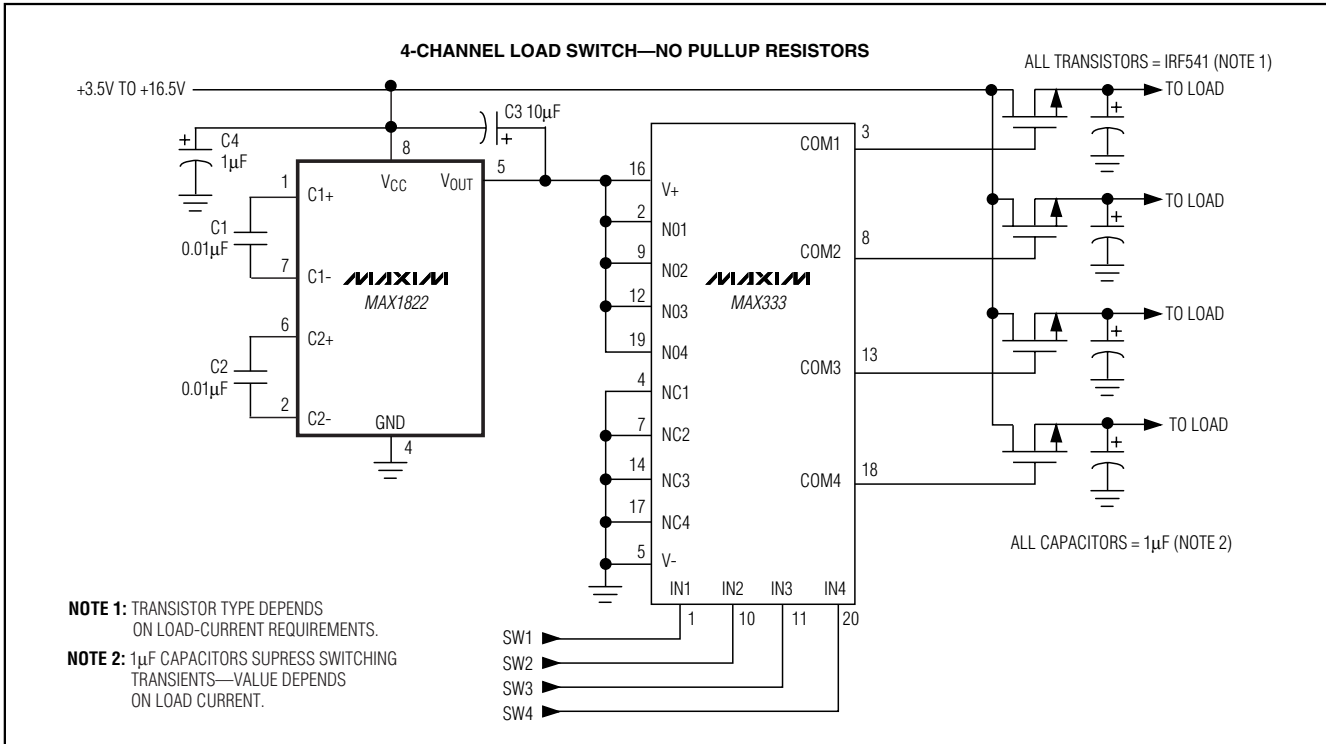 4-CHANNEL LOAD SWITCH—NO PULLUP RESISTORS
ALL TRANSISTORS = IRF541 (NOTE 1)
+3.5V TO +16.5V
TO LOAD
C3 10µF
+
C4
1µF
+
8
VCC
VOUT
5
1
C1+
C1
0.01µF
7
C1-
MAXIM
MAX1822
6
C2+
C2
0.01µF
2
C2-
GND
4
16
V+
2
N01
9
N02
12
N03
19
N04
4
NC1
7
NC2
14
NC3
17
NC4
5
V-
MAXIM
MAX333
COM1
3
COM2
8
COM3
13
COM4
18
IN1
IN2
IN3
IN4
1
10
11
20
+
TO LOAD
+
TO LOAD
+
TO LOAD
+
ALL CAPACITORS = 1µF (NOTE 2)
SW1
SW2
SW3
SW4
NOTE 1: TRANSISTOR TYPE DEPENDS
ON LOAD-CURRENT REQUIREMENTS.
NOTE 2: 1µF CAPACITORS SUPRESS SWITCHING
TRANSIENTS—VALUE DEPENDS
ON LOAD CURRENT.